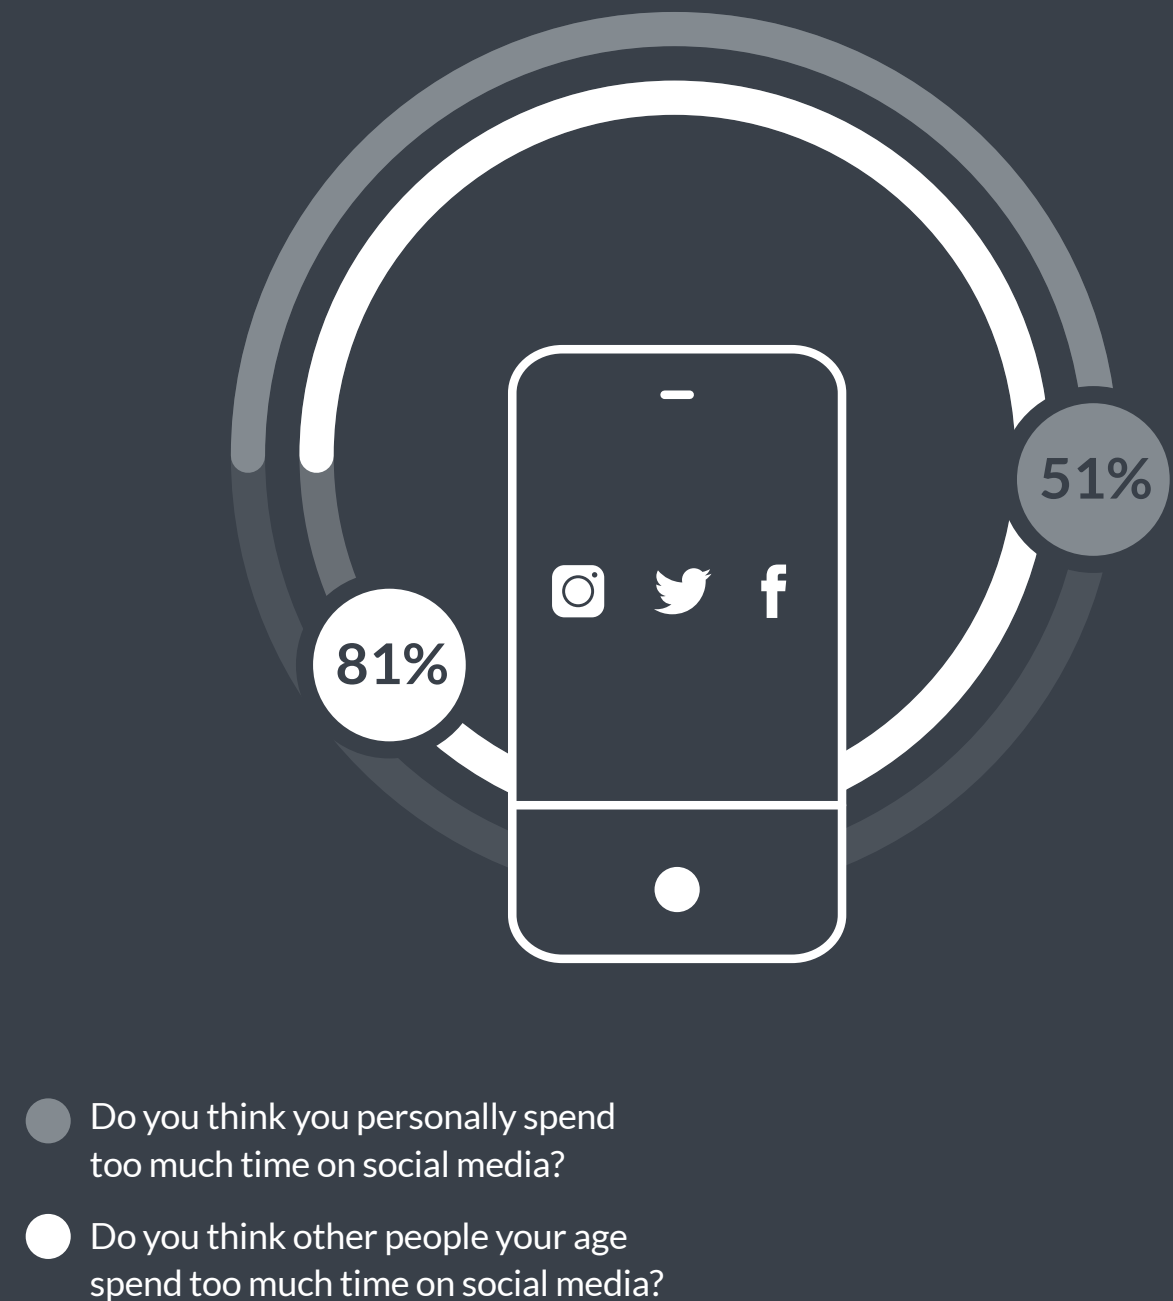 51%
81%
Do you think you personally spend
too much time on social media?
Do you think other people your age
spend too much time on social media?